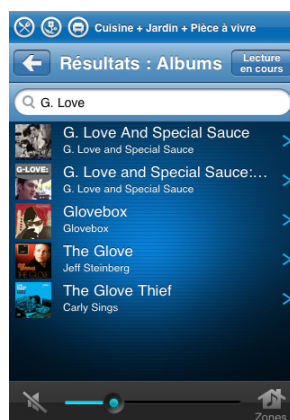 Cuisine + Jardin + Pièce à vivre
Résultats : Albums
Lecture
en cours
G. Love
G. Love And Special Sauce
G. Love and Special Sauce
G-LOVE:
G. Love and Special Sauce:...
G. Love and Special Sauce
Glovebox
Glovebox
The Glove
Jeff Steinberg
The Glove Thief
Carly Sings
Zones